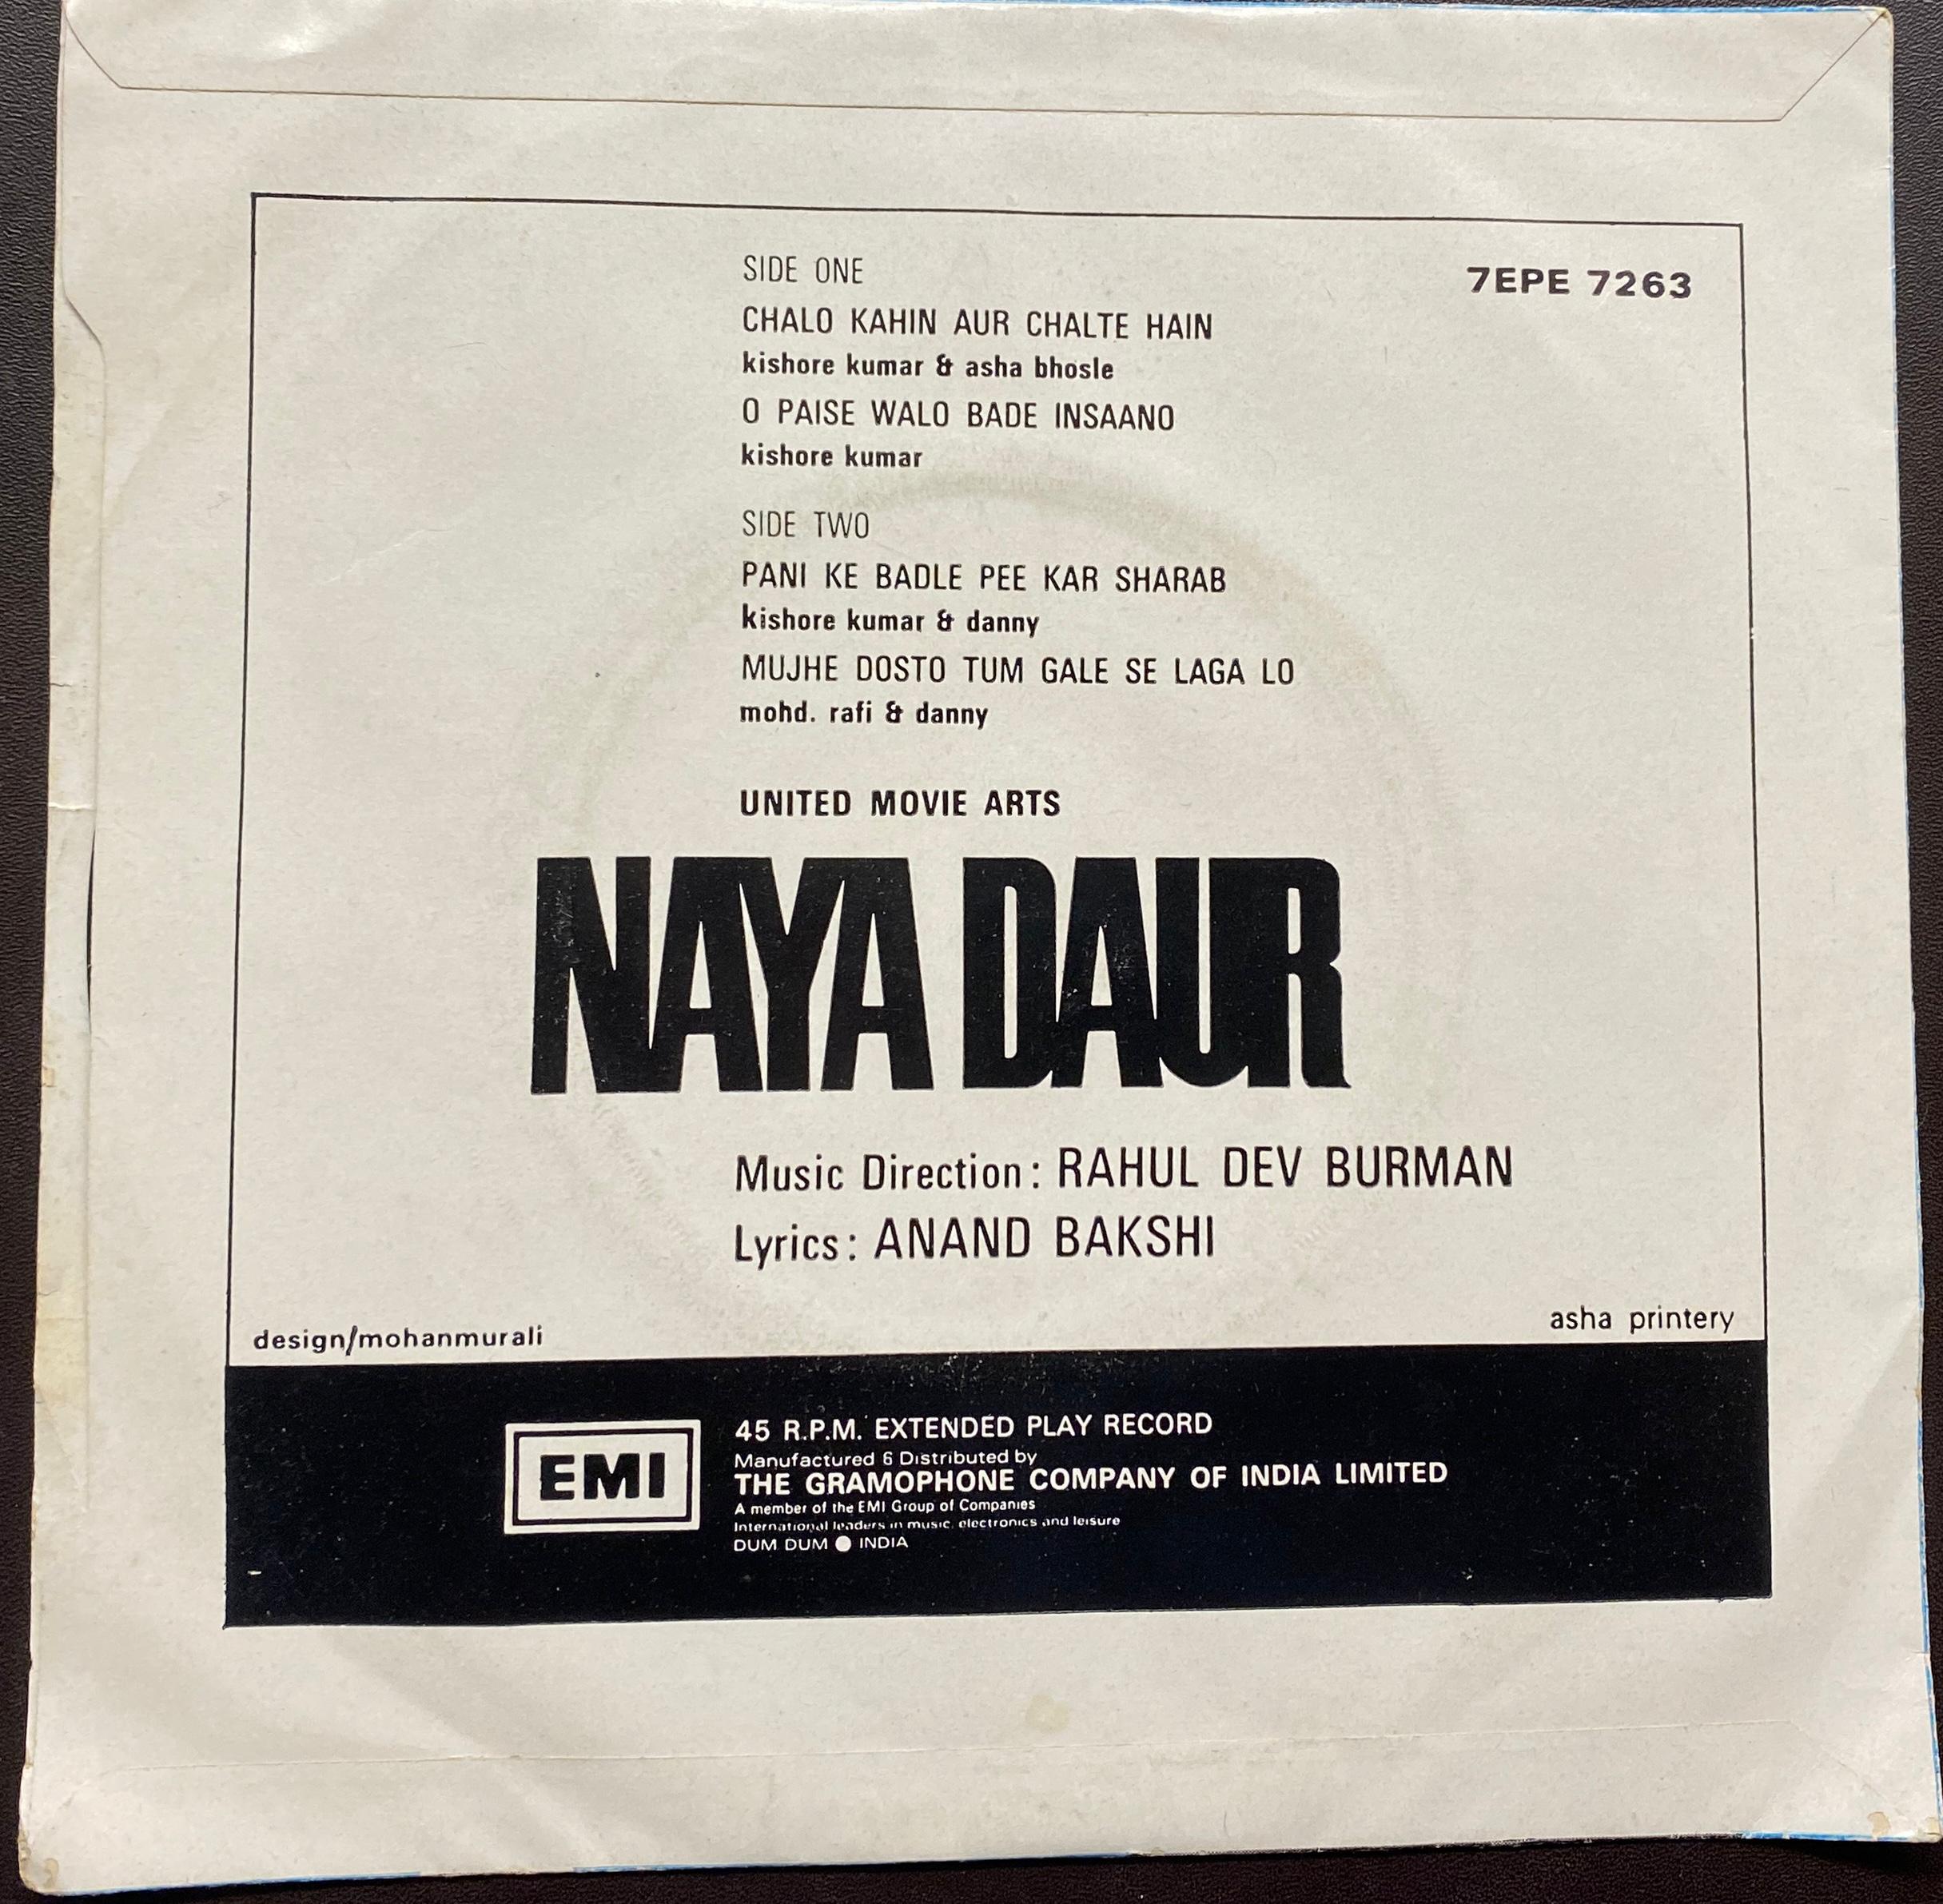 SIDE ONE
7EPE 7263
CHALO KAHIN AUR CHALTE HAIN
kishore kumar & asha bhosle
O PAISE WALO BADE INSAANO
kishore kumar
SIDE TWO
PANI KE BADLE PEE KAR SHARAB
kishore kumar & danny
MUJHE DOSTO TUM GALE SE LAGA LO
mohd. rafi & danny
UNITED MOVIE ARTS
NAYA DAUR
Music Direction: RAHUL DEV BURMAN
Lyrics: ANAND BAKSHI
design/mohanmurali
asha printery
EMI
45 R.P.M. EXTENDED PLAY RECORD
Manufactured & Distributed by
THE GRAMOPHONE COMPANY OF INDIA LIMITED
A member of the EMI Group of Companies
International leaders in music, electronics and leisure
DUM DUM ● INDIA